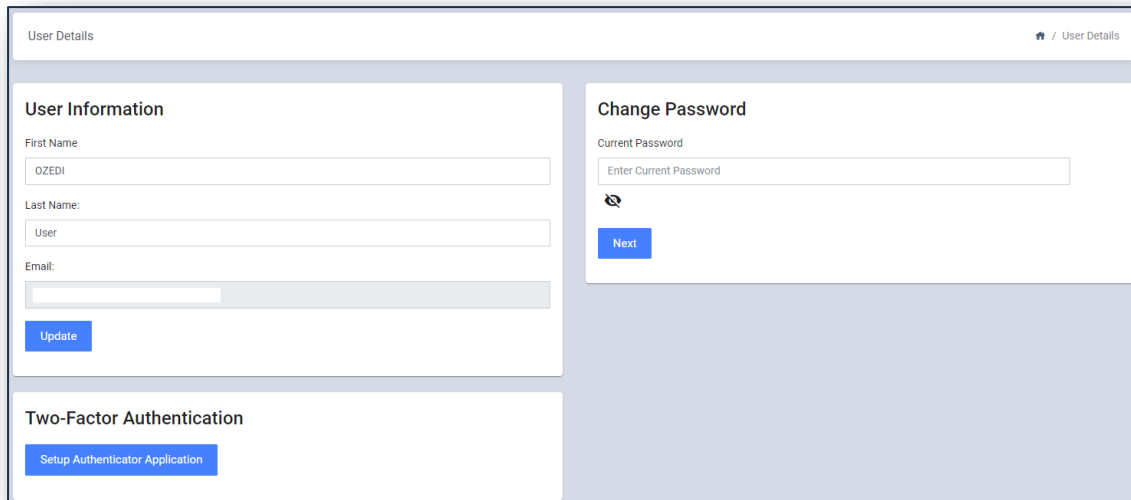 User Details
/ User Details
User Information
First Name
OZEDI
Last Name:
User
Email:
Update
Two-Factor Authentication
Setup Authenticator Application
Change Password
Current Password
Enter Current Password
Next